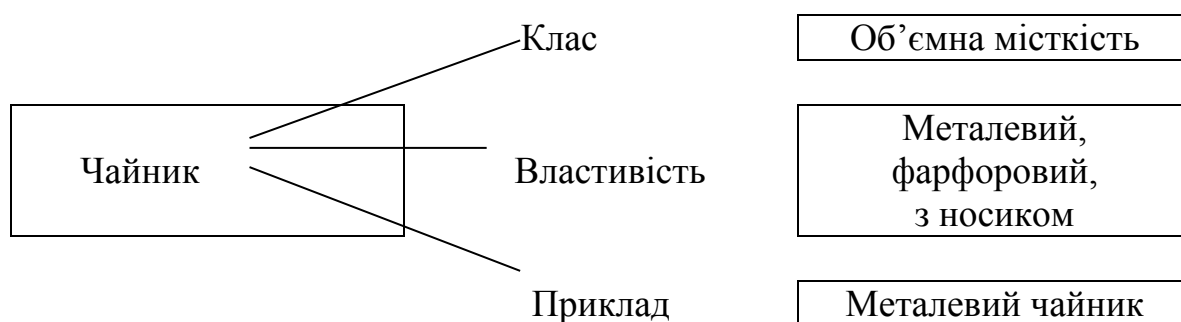 Клас
Об’ємна місткість
Чайник
Властивість
Металевий,
фарфоровий,
з носиком
Приклад
Металевий чайник